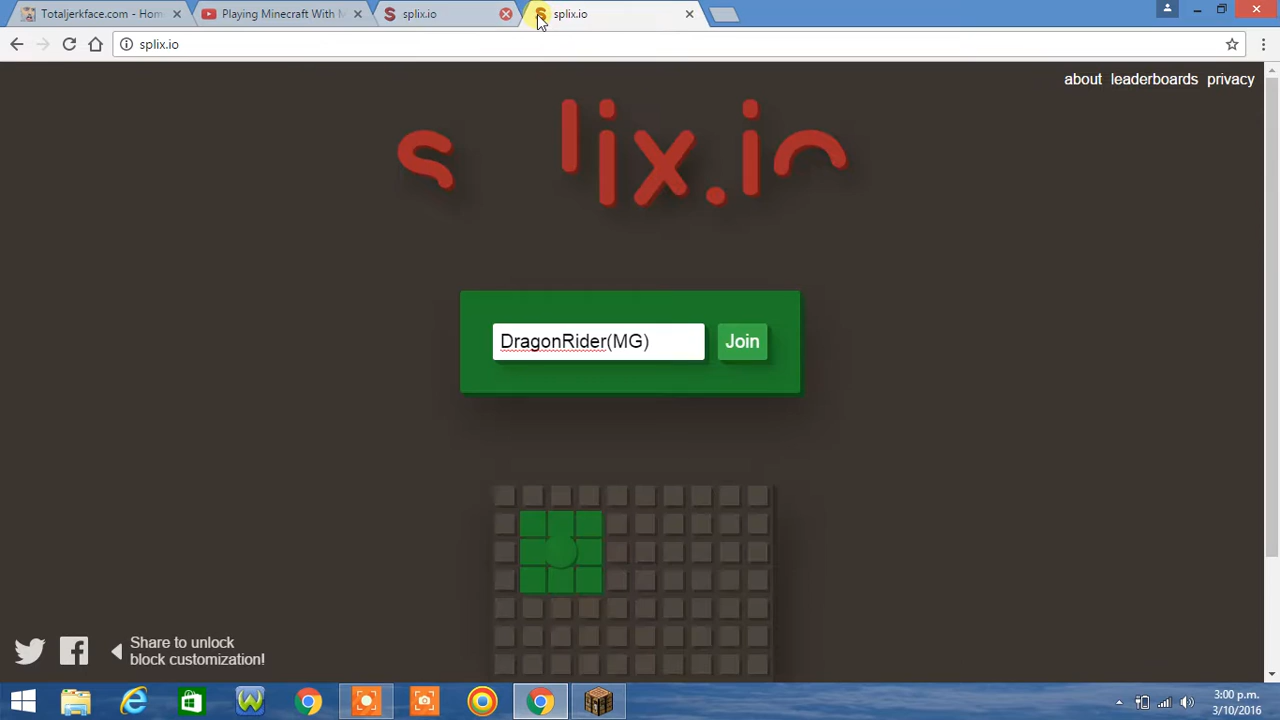 Totaljerkface.com - Hom
Playing Minecraft With M
splix.io
splix.io
splix.io
about leaderboards privacy
s lix.io
DragonRider(MG)
Join
Share to unlock
block customization!
3:00 p.m.
3/10/2016